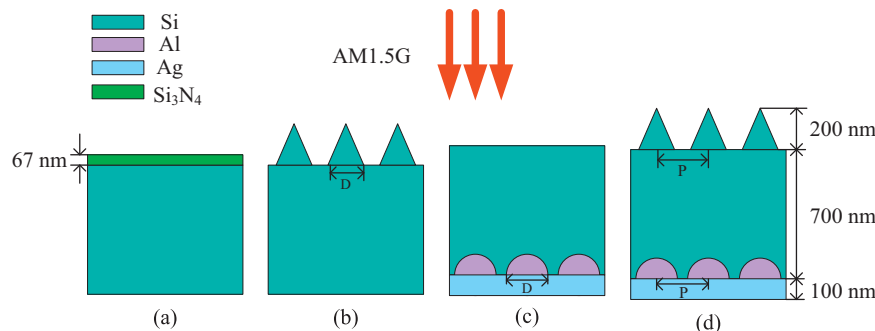 Si
Al
Ag
Si₃N₄
AM1.5G
67 nm
D
D
P
P
200 nm
700 nm
100 nm
(a)
(b)
(c)
(d)